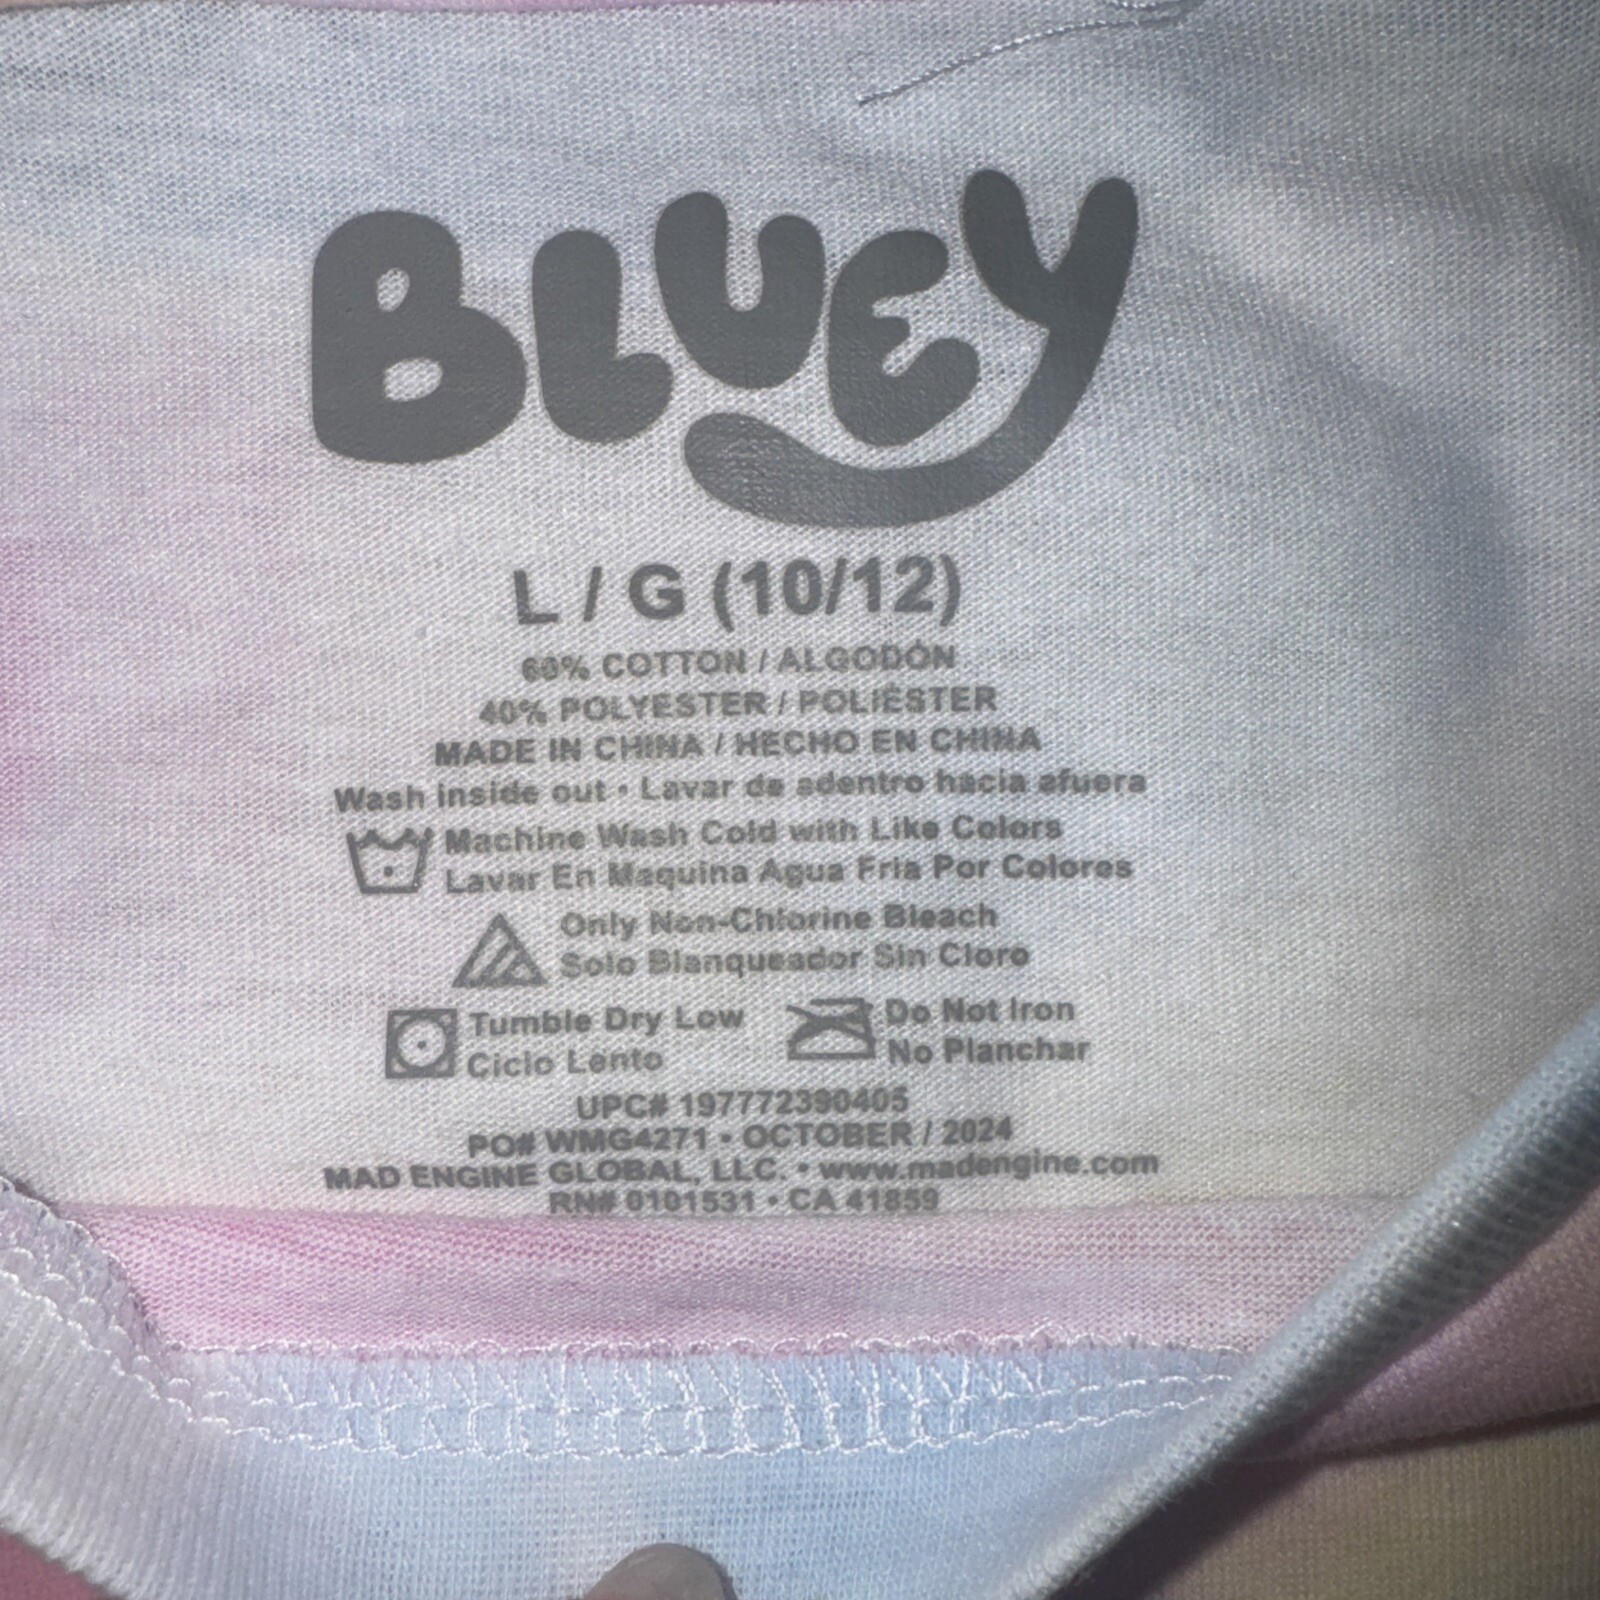 BLUEY
L / G (10/12)
60% COTTON / ALGODÓN
40% POLYESTER / POLIÉSTER
MADE IN CHINA / HECHO EN CHINA
Wash inside out • Lavar de adentro hacia afuera
Machine Wash Cold with Like Colors
Lavar En Maquina Agua Fria Por Colores
Only Non-Chlorine Bleach
Solo Blanqueador Sin Cloro
Tumble Dry Low
Ciclo Lento
Do Not Iron
No Planchar
UPC# 197772390405
PO# WMG4271 • OCTOBER / 2024
MAD ENGINE GLOBAL, LLC. • www.madengine.com
RN# 0101531 • CA 41859